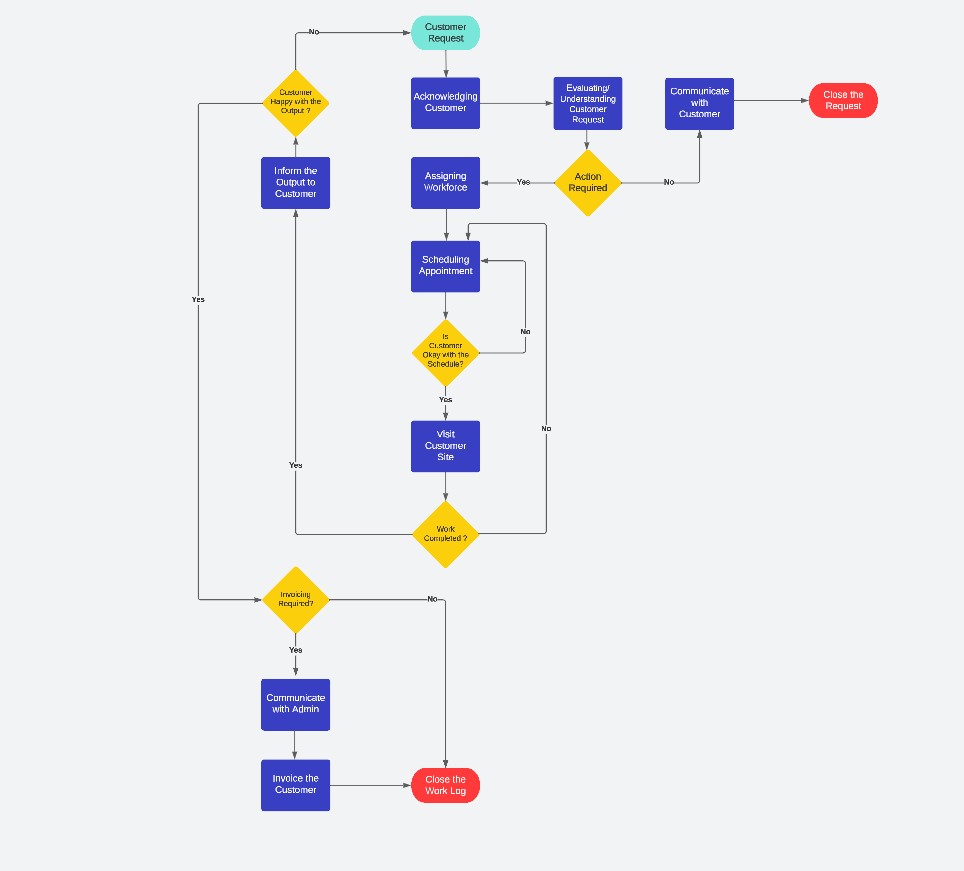 No
Customer
Request
Customer
Happy with the
Output ?
Acknowledging
Customer
Evaluating/
Understanding
Customer
Request
Communicate
with
Customer
Close the
Request
Inform the
Output to
Customer
Assigning
Workforce
Yes
Action
Required
No
Scheduling
Appointment
Yes
No
Is
Customer
Okay with the
Schedule?
Yes
No
Visit
Customer
Site
Yes
Work
Completed ?
Invoicing
Required?
No
Yes
Communicate
with Admin
Invoice the
Customer
Close the
Work Log